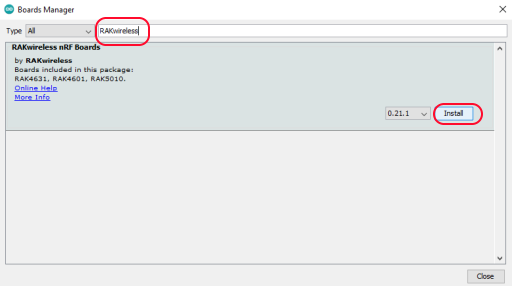 Boards Manager
Type All RAKwireless
RAKwireless nRF Boards
by RAKwireless
Boards included in this package:
RAK4631, RAK4601, RAK5010.
Online Help
More Info
0.21.1 Install
Close